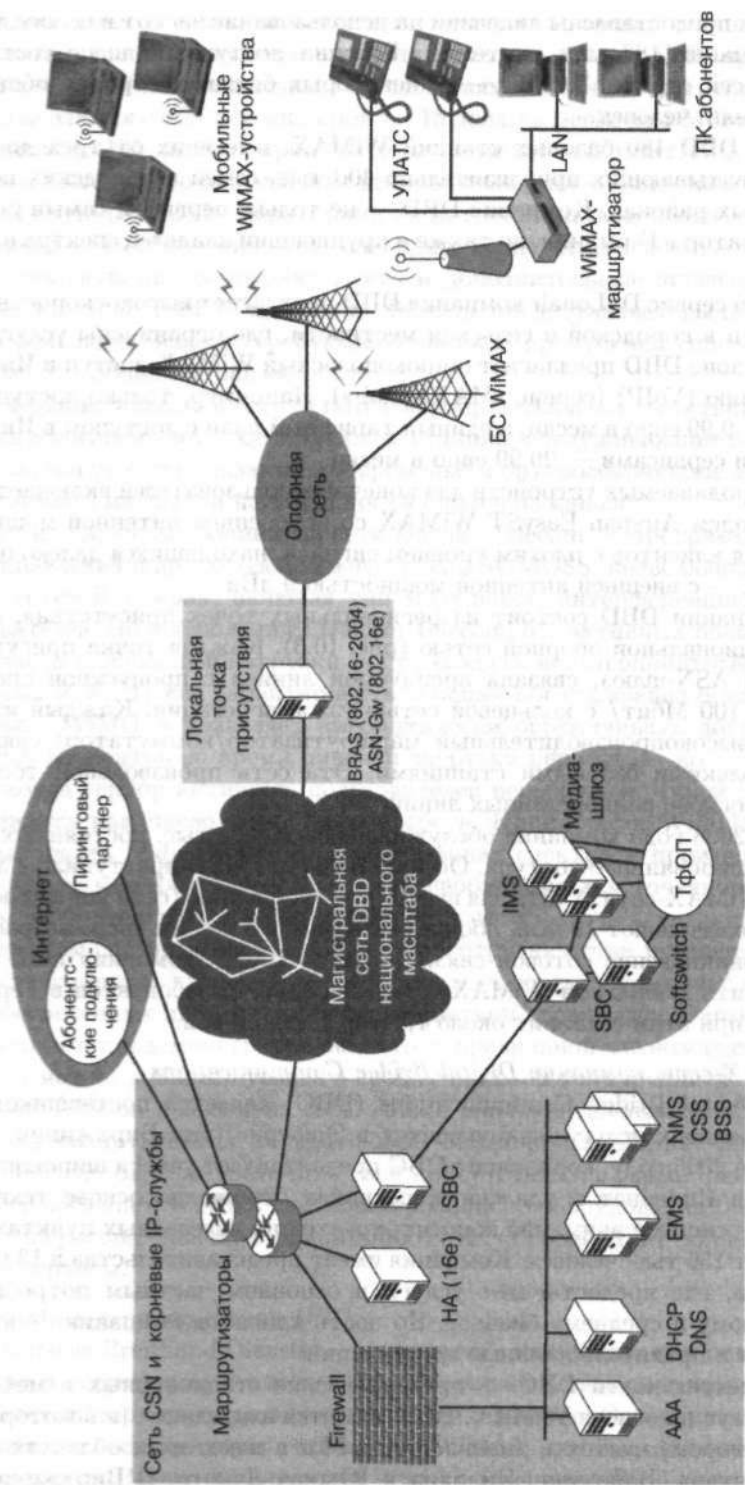 Сеть CSN и корневые IP-службы
Маршрутизаторы
Firewall
HA (16e)
SBC
AAA
DHCP
DNS
EMS
NMS
CSS
BSS
Интернет
Абонентс-
кие подклю-
чения
Пиринговый
партнер
Магистральная
сеть DBD
национального
масштаба
SBC
Softswitch
IMS
Медиа-
шлюз
ТфОП
Локальная
точка
присутствия
BRAS (802.16-2004)
ASN-Gw (802.16e)
Опорная
сеть
БС WiMAX
Мобильные
WiMAX-устройства
УПАТС
LAN
WiMAX-
маршрутизатор
ПК абонентов